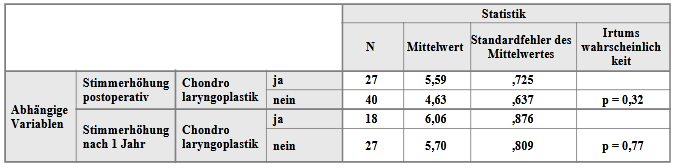 Statistik
N Mittelwert Standardfehler des Mittelwertes Irtums wahrscheinlich keit
Abhängige Variablen
Stimmerhöhung postoperativ Chondro laryngoplastik ja 27 5,59 ,725
nein 40 4,63 ,637 p = 0,32
Stimmerhöhung nach 1 Jahr Chondro laryngoplastik ja 18 6,06 ,876
nein 27 5,70 ,809 p = 0,77